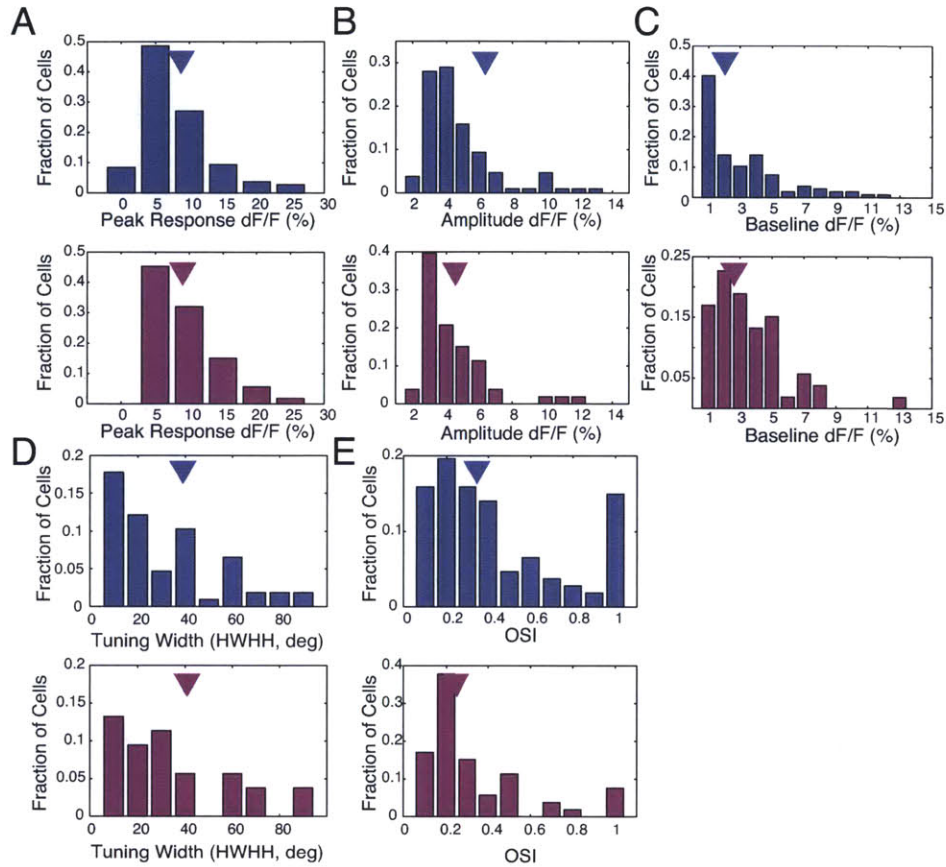 A
B
C
Fraction of Cells
0.5
0.4
0.3
0.2
0.1
0
0 5 10 15 20 25 30
Peak Response dF/F (%)
Fraction of Cells
0.5
0.3
0.1
0
2 4 6 8 10 12 14
Amplitude dF/F (%)
Fraction of Cells
0.5
0.4
0.3
0.2
0.1
0
1 3 5 7 9 11 13 15
Baseline dF/F (%)
Fraction of Cells
0.5
0.4
0.3
0.2
0.1
0
0 5 10 15 20 25 30
Peak Response dF/F (%)
Fraction of Cells
0.4
0.3
0.2
0.1
0
2 4 6 8 10 12 14
Amplitude dF/F (%)
Fraction of Cells
0.25
0.15
0.05
1 3 5 7 9 11 13 15
Baseline dF/F (%)
D
E
Fraction of Cells
0.2
0.15
0.1
0.05
0
0 20 40 60 80
Tuning Width (HWHH, deg)
Fraction of Cells
0.2
0.15
0.1
0.05
0
0 0.2 0.4 0.6 0.8 1
OSI
Fraction of Cells
0.2
0.15
0.1
0.05
0
0 20 40 60 80
Tuning Width (HWHH, deg)
Fraction of Cells
0.4
0.3
0.2
0.1
0
0 0.2 0.4 0.6 0.8 1
OSI